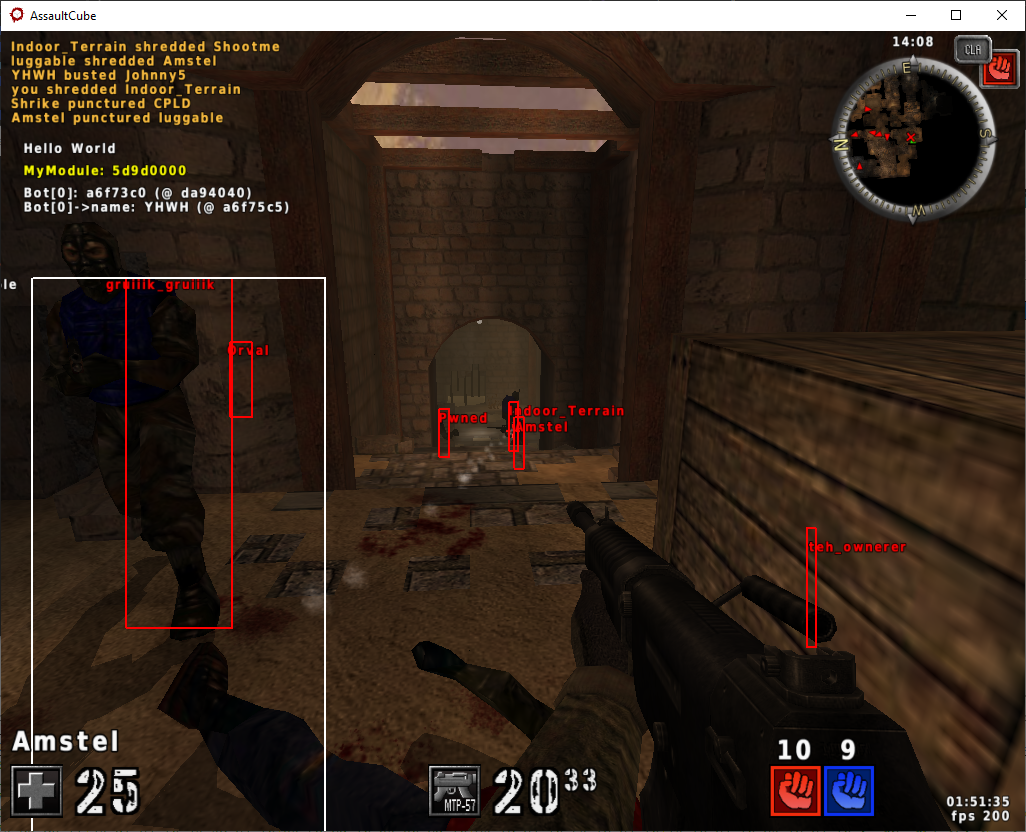 AssaultCube
Indoor_Terrain shredded Shootme
luggable shredded Amstel
YHWH busted Johnny5
you shredded Indoor_Terrain
Shrike punctured CPLD
Amstel punctured luggable
14:08
CLA
E
S
N
W
Hello World
MyModule: 5d9d0000
Bot[0]: a6f73c0 (@ da94040)
Bot[0]->name: YHWH (@ a6f75c5)
le
Orval
Pwned
Indoor_Terrain
Amstel
teh_ownerer
Amstel
25
MTP-57
20 33
10 9
01:51:35
fps 200